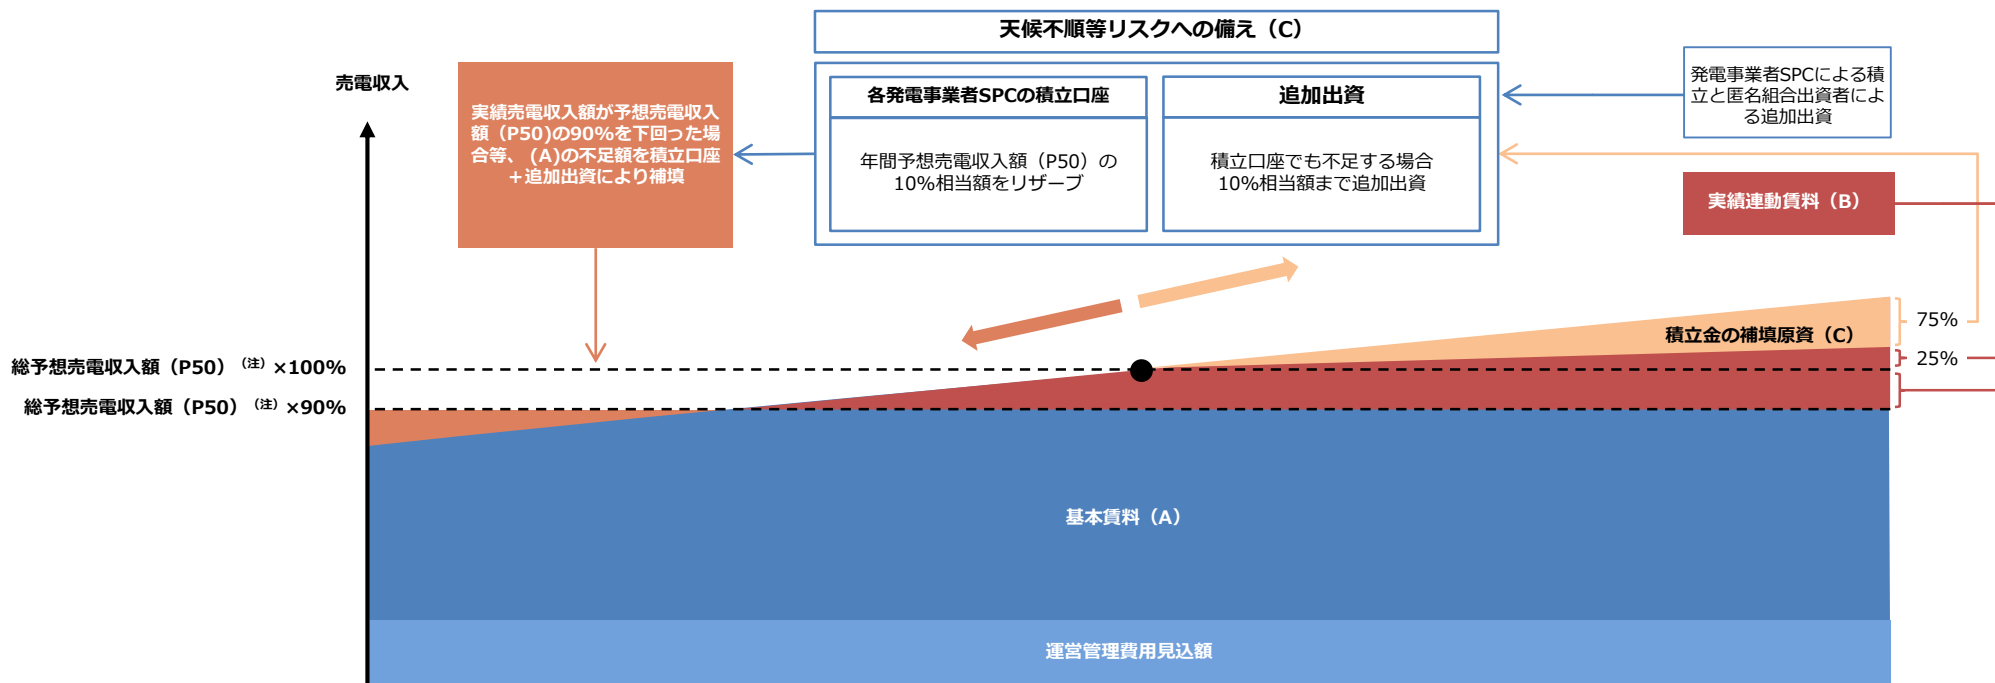 天候不順等リスクへの備え（C）
売電収入
実績売電収入額が予想売電収入
額（P50)の90%を下回った場
合等、 (A)の不足額を積立口座
＋追加出資により補填
各発電事業者SPCの積立口座
年間予想売電収入額（P50）の
10%相当額をリザーブ
追加出資
積立口座でも不足する場合
10%相当額まで追加出資
発電事業者SPCによる積
立と匿名組合出資者によ
る追加出資
実績連動賃料（B）
積立金の補填原資（C）
75%
25%
総予想売電収入額（P50）（注）×100%
総予想売電収入額（P50）（注）×90%
基本賃料（A）
運営管理費用見込額